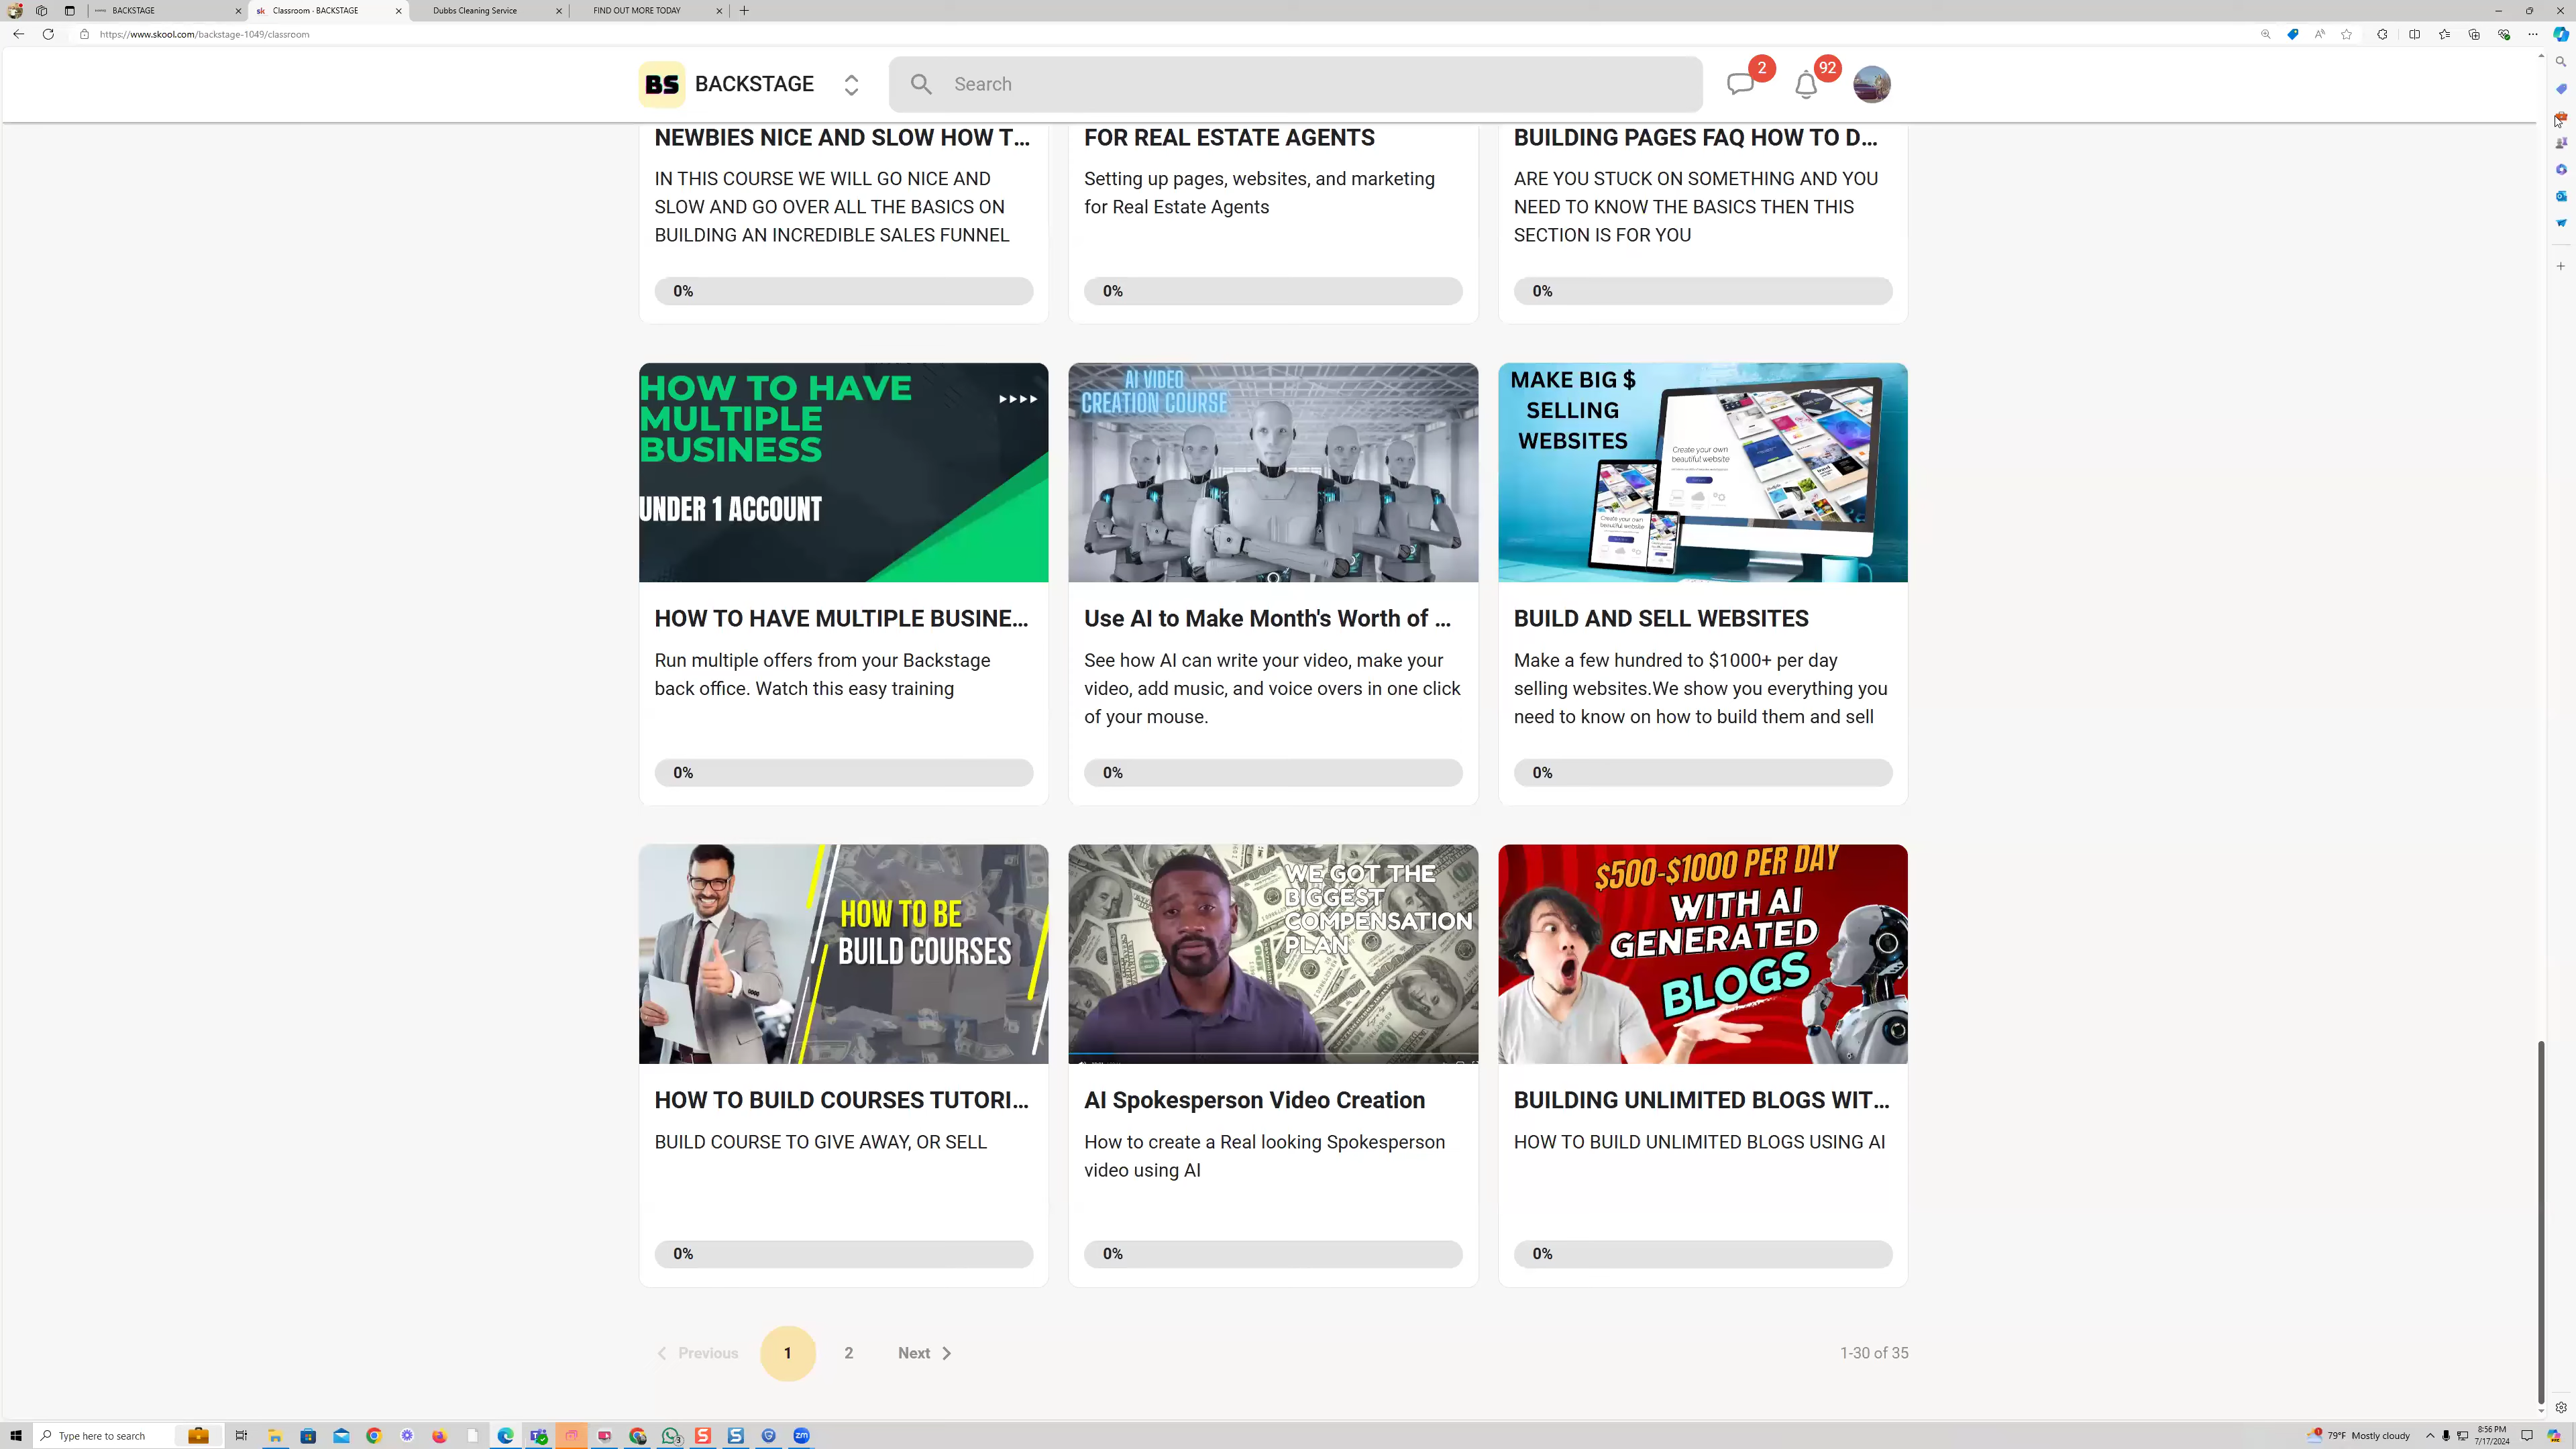 BACKSTAGE
sk Classroom - BACKSTAGE
Dubbs Cleaning Service
FIND OUT MORE TODAY
https://www.skool.com/backstage-1049/classroom
BS BACKSTAGE
Search
2
92
NEWBIES NICE AND SLOW HOW T...
IN THIS COURSE WE WILL GO NICE AND
SLOW AND GO OVER ALL THE BASICS ON
BUILDING AN INCREDIBLE SALES FUNNEL
0%
FOR REAL ESTATE AGENTS
Setting up pages, websites, and marketing
for Real Estate Agents
0%
BUILDING PAGES FAQ HOW TO D...
ARE YOU STUCK ON SOMETHING AND YOU
NEED TO KNOW THE BASICS THEN THIS
SECTION IS FOR YOU
0%
HOW TO HAVE
MULTIPLE
BUSINESS
UNDER 1 ACCOUNT
HOW TO HAVE MULTIPLE BUSINE...
Run multiple offers from your Backstage
back office. Watch this easy training
0%
AI VIDEO
CREATION COURSE
Use AI to Make Month's Worth of ...
See how AI can write your video, make your
video, add music, and voice overs in one click
of your mouse.
0%
MAKE BIG $
SELLING
WEBSITES
Create your own
beautiful website
Create your own
beautiful website
BUILD AND SELL WEBSITES
Make a few hundred to $1000+ per day
selling websites.We show you everything you
need to know on how to build them and sell
0%
HOW TO BE
BUILD COURSES
HOW TO BUILD COURSES TUTORI...
BUILD COURSE TO GIVE AWAY, OR SELL
0%
WE GOT THE
BIGGEST
COMPENSATION
PLAN
AI Spokesperson Video Creation
How to create a Real looking Spokesperson
video using AI
0%
$500-$1000 PER DAY
WITH AI
GENERATED
BLOGS
BUILDING UNLIMITED BLOGS WIT...
HOW TO BUILD UNLIMITED BLOGS USING AI
0%
Previous
1
2
Next
1-30 of 35
Type here to search
zm
79°F Mostly cloudy
8:56 PM
7/17/2024